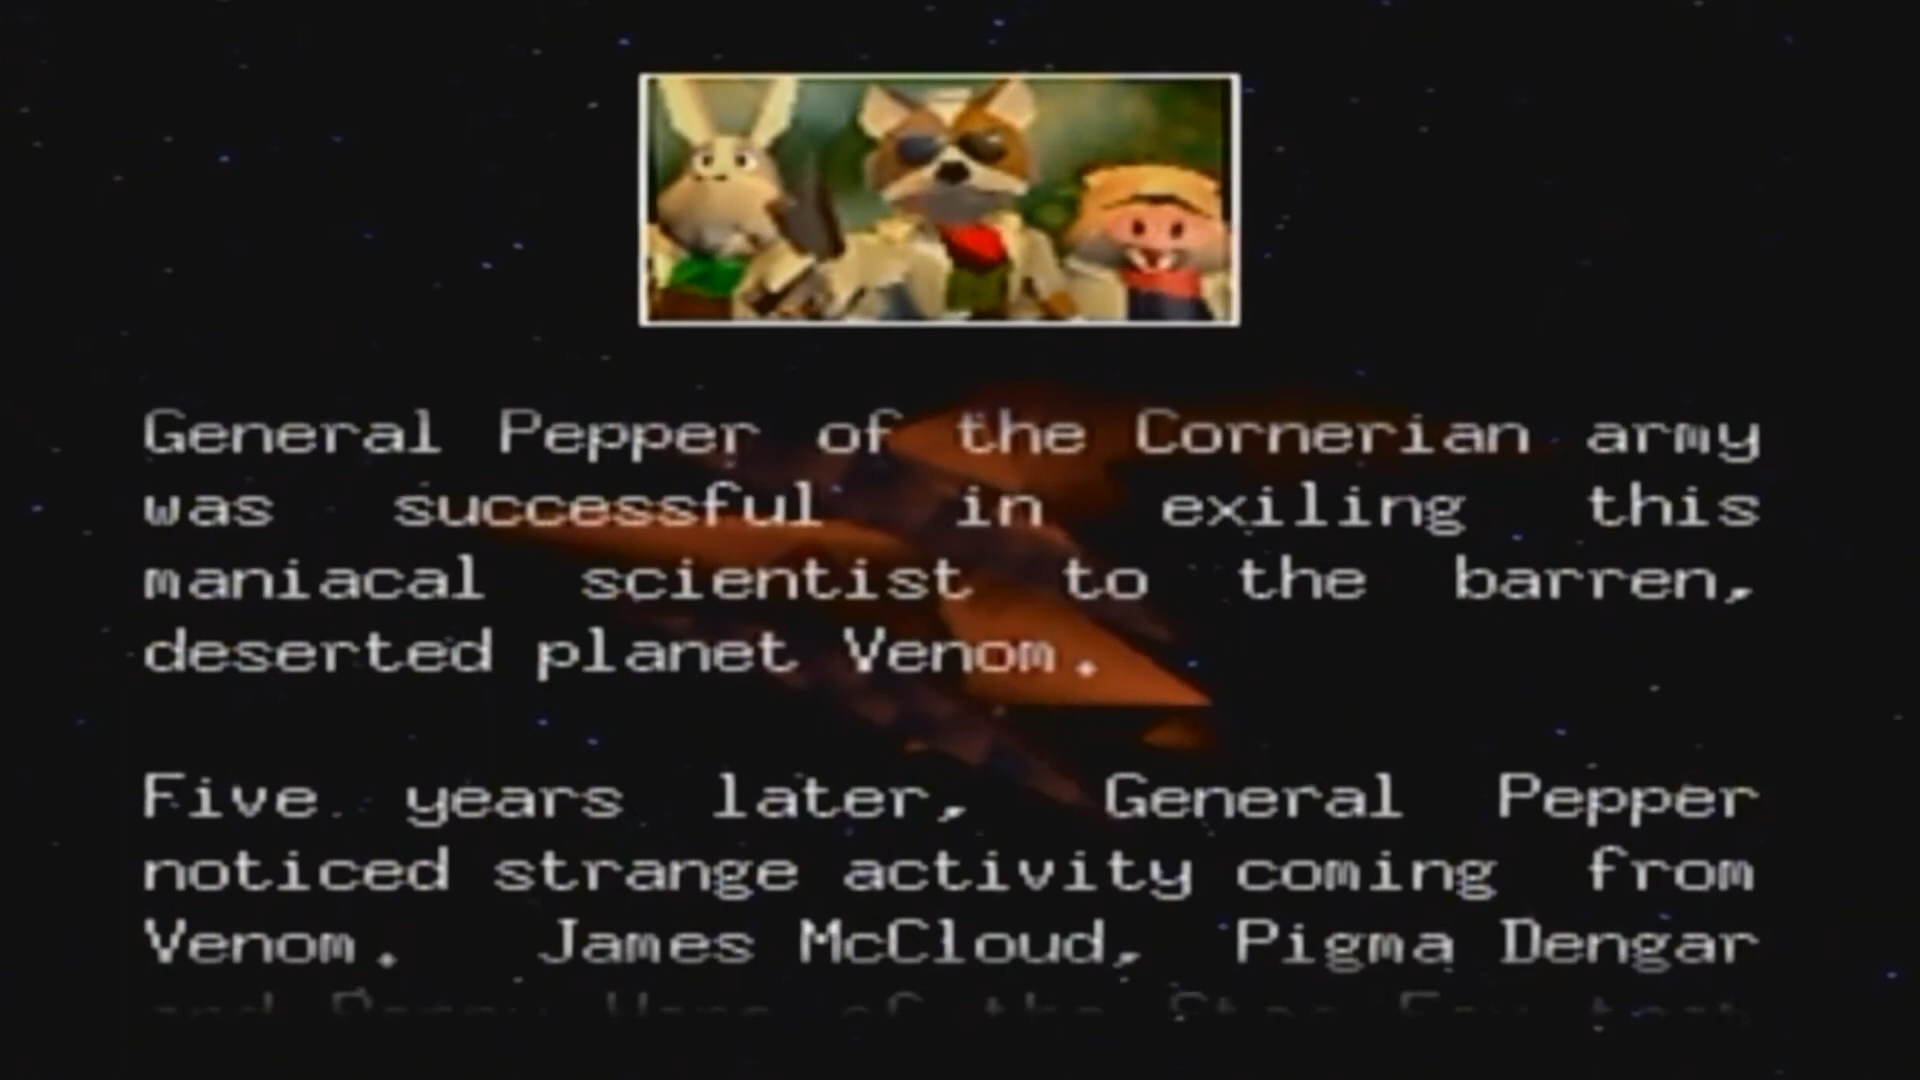 General Pepper of the Cornerian army
was successful in exiling this
maniacal scientist to the barren,
deserted planet Venom.
Five years later, General Pepper
noticed strange activity coming from
Venom. James McCloud, Pigma Dengar